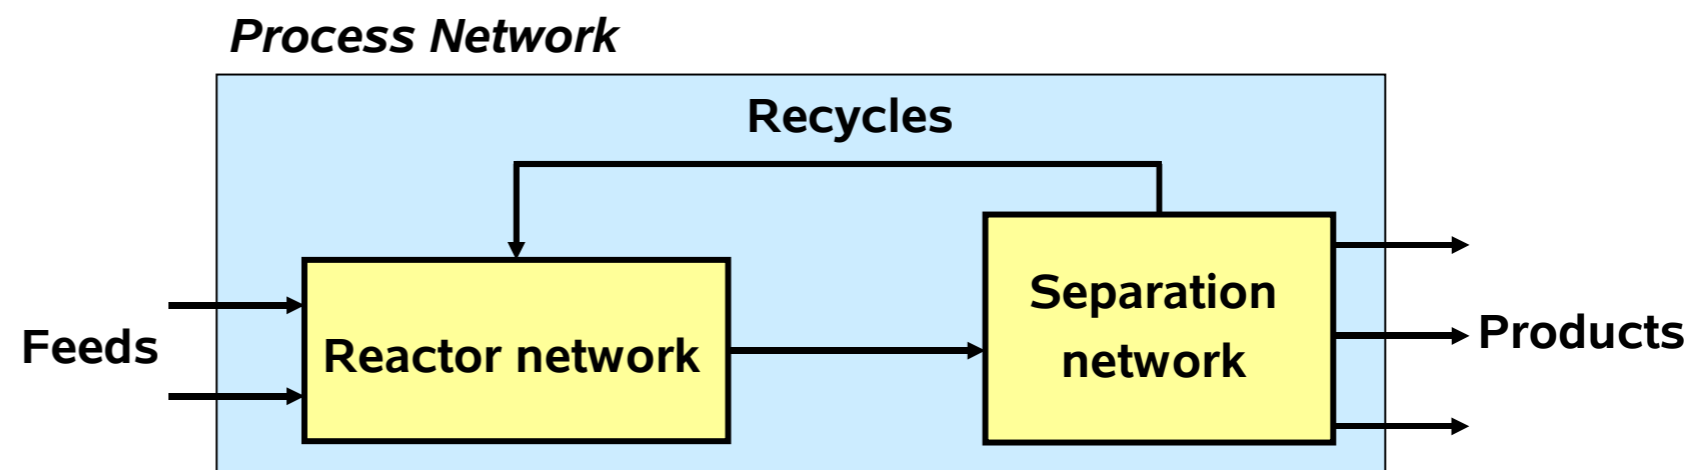 Process Network
Recycles
Feeds
Reactor network
Separation
network
Products